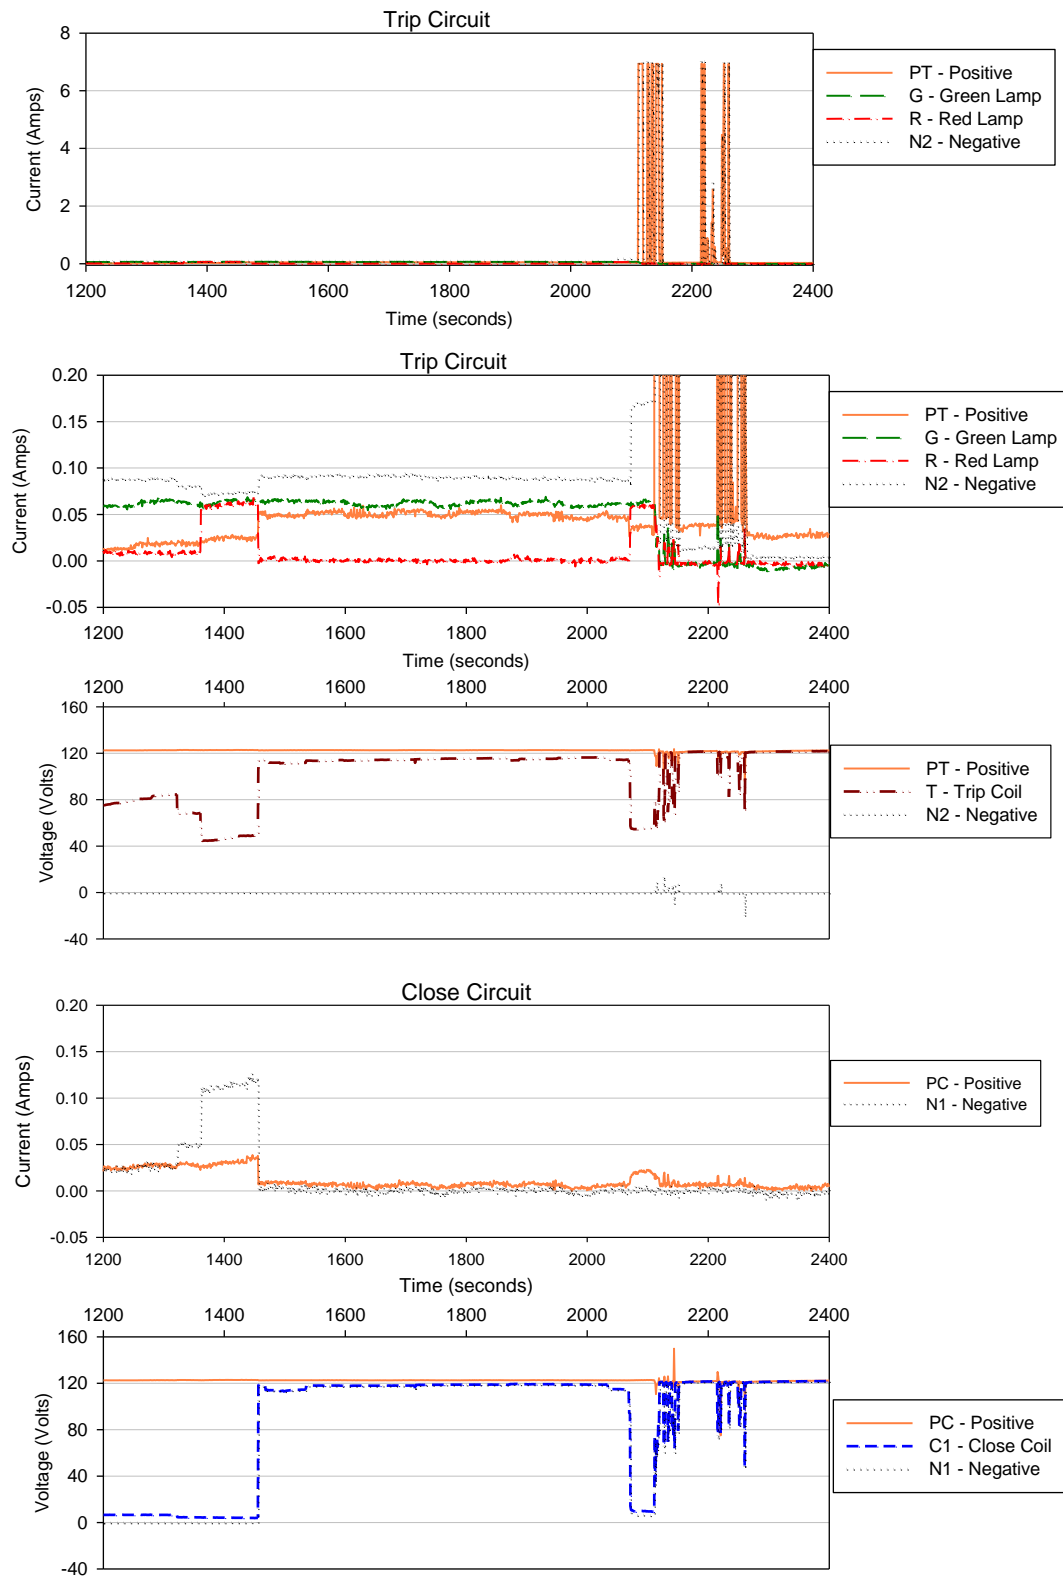 Trip Circuit
8
6
4
2
0
Current (Amps)
1200 1400 1600 1800 2000 2200 2400
Time (seconds)
PT - Positive
G - Green Lamp
R - Red Lamp
N2 - Negative
Trip Circuit
0.20
0.15
0.10
0.05
0.00
-0.05
Current (Amps)
1200 1400 1600 1800 2000 2200 2400
Time (seconds)
PT - Positive
G - Green Lamp
R - Red Lamp
N2 - Negative
1200 1400 1600 1800 2000 2200 2400
160
120
80
40
0
-40
Voltage (Volts)
PT - Positive
T - Trip Coil
N2 - Negative
Close Circuit
0.20
0.15
0.10
0.05
0.00
-0.05
Current (Amps)
1200 1400 1600 1800 2000 2200 2400
Time (seconds)
PC - Positive
N1 - Negative
1200 1400 1600 1800 2000 2200 2400
160
120
80
40
0
-40
Voltage (Volts)
PC - Positive
C1 - Close Coil
N1 - Negative